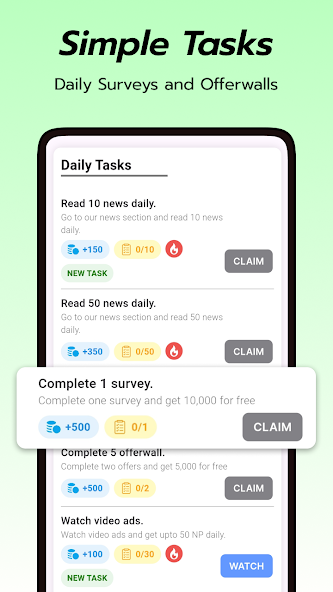 Simple Tasks
Daily Surveys and Offerwalls
Daily Tasks
Read 10 news daily.
Go to our news section and read 10 news
daily.
+150 0/10
CLAIM
NEW TASK
Read 50 news daily.
Go to our news section and read 50 news
daily.
+350 0/50
CLAIM
Complete 1 survey.
Complete one survey and get 10,000 for free
+500 0/1
CLAIM
Complete 5 offerwall.
Complete two offers and get 5,000 for free
+500 0/2
CLAIM
Watch video ads.
Watch video ads and get upto 50 NP daily.
+100 0/30
WATCH
NEW TASK